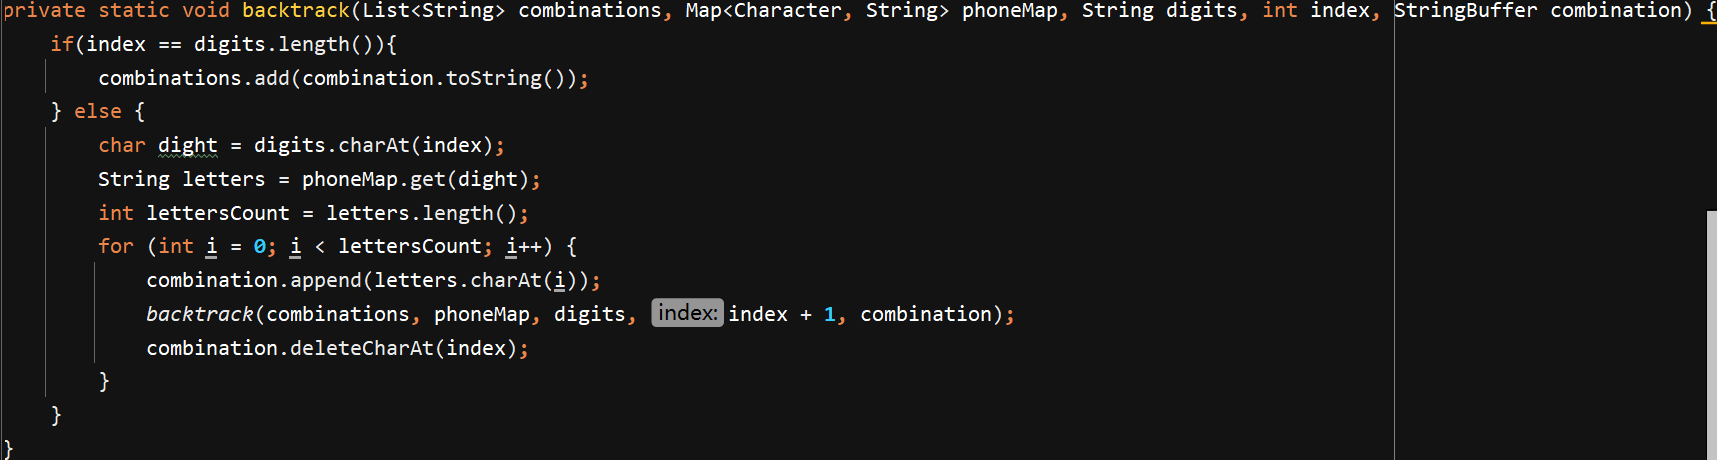 private static void backtrack(List<String> combinations, Map<Character, String> phoneMap, String digits, int index, StringBuffer combination) {
    if(index == digits.length()){
        combinations.add(combination.toString());
    } else {
        char dight = digits.charAt(index);
        String letters = phoneMap.get(dight);
        int lettersCount = letters.length();
        for (int i = 0; i < lettersCount; i++) {
            combination.append(letters.charAt(i));
            backtrack(combinations, phoneMap, digits, index: index + 1, combination);
            combination.deleteCharAt(index);
        }
    }
}